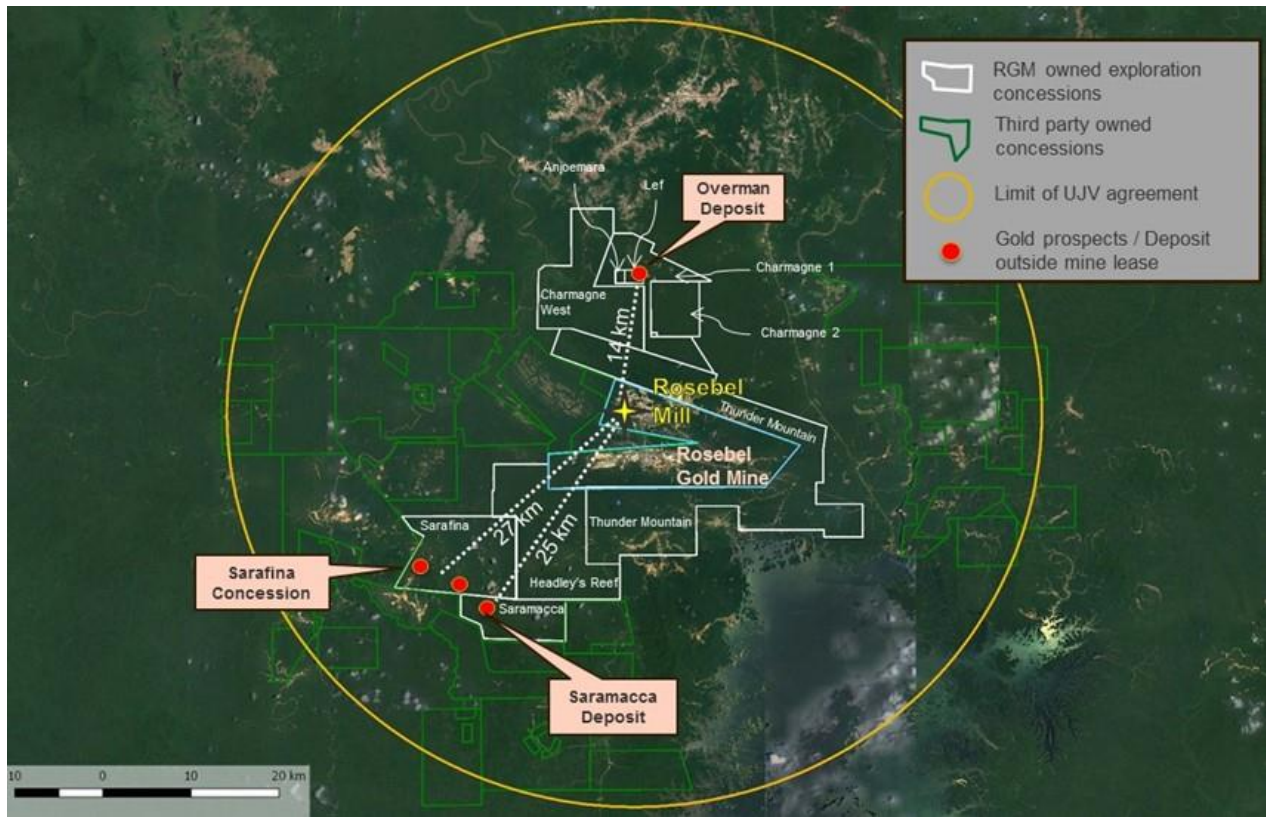 RGM owned exploration
concessions
Third party owned
concessions
Limit of UJV agreement
Gold prospects / Deposit
outside mine lease
Anjoemara
Lef
Overman
Deposit
Charmagne 1
Charmagne
West
Charmagne 2
14 km
Rosebel
Mill
Thunder Mountain
Rosebel
Gold Mine
Sarafina
27 km
25 km
Thunder Mountain
Sarafina
Concession
Headley's Reef
Saramacca
Saramacca
Deposit
10 0 10 20 km